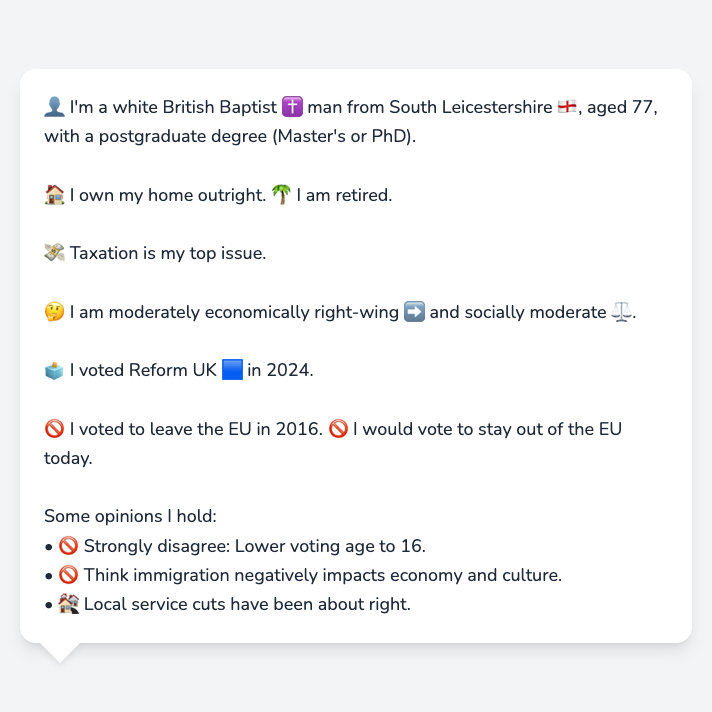 👤 I'm a white British Baptist ✝️ man from South Leicestershire 🏴󠁧󠁢󠁥󠁮󠁧󠁿, aged 77,
with a postgraduate degree (Master's or PhD).
🏠 I own my home outright. 🌴 I am retired.
💸 Taxation is my top issue.
🤔 I am moderately economically right-wing ➡️ and socially moderate ⚖️.
🗳️ I voted Reform UK 🟦 in 2024.
🚫 I voted to leave the EU in 2016. 🚫 I would vote to stay out of the EU
today.
Some opinions I hold:
• 🚫 Strongly disagree: Lower voting age to 16.
• 🚫 Think immigration negatively impacts economy and culture.
• 🏚️ Local service cuts have been about right.